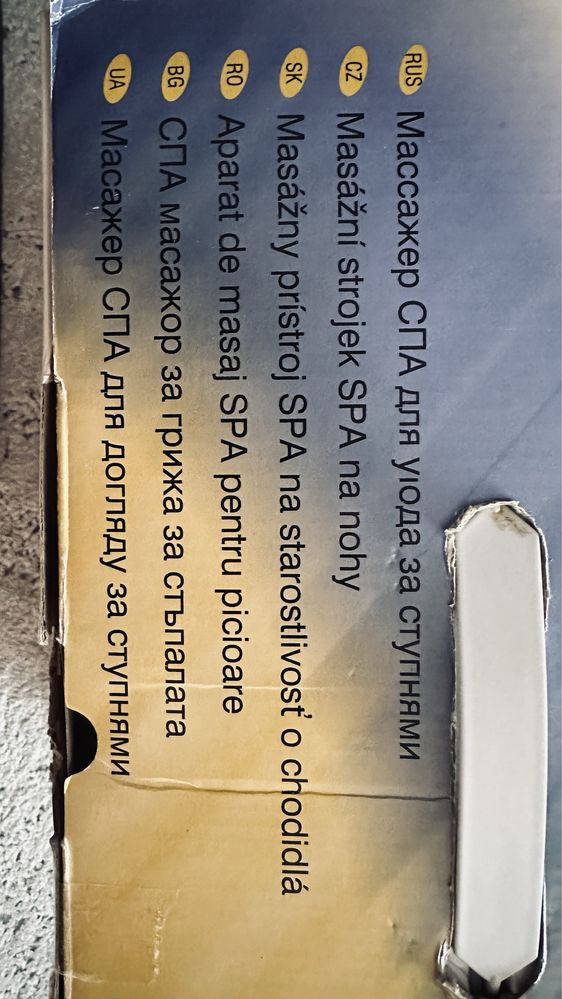 RUS Массажер СПА для уюда за ступнями
CZ Masážní strojek SPA na nohy
SK Masážny prístroj SPA na starostlivosť o chodidlá
RO Aparat de masaj SPA pentru picioare
BG СПА масажор за грижа за стъпалата
UA Масажер СПА для догляду за ступнями